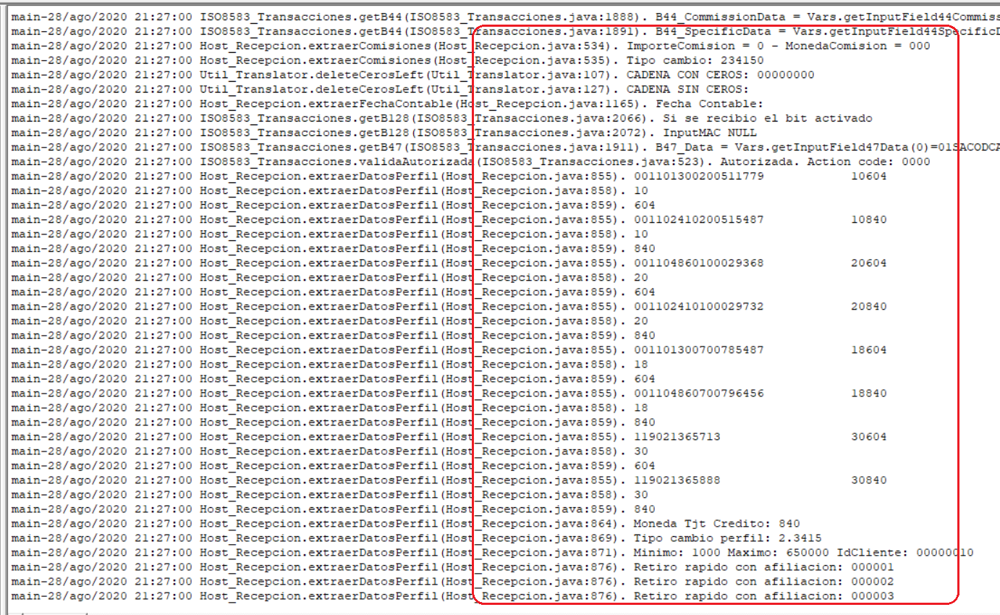 main-28/ago/2020 21:27:00 ISO8583_Transacciones.getB44(ISO8583_Transacciones.java:1888). B44_CommissionData = Vars.getInputField44Commiss
main-28/ago/2020 21:27:00 ISO8583_Transacciones.getB44(ISO8583_Transacciones.java:1891). B44_SpecificData = Vars.getInputField44SpecificD
main-28/ago/2020 21:27:00 Host_Recepcion.extraerComisiones(Host_Recepcion.java:534). ImporteComision = 0 - MonedaComision = 000
main-28/ago/2020 21:27:00 Host_Recepcion.extraerComisiones(Host_Recepcion.java:535). Tipo cambio: 234150
main-28/ago/2020 21:27:00 Util_Translator.deleteCerosLeft(Util_Translator.java:107). CADENA CON CEROS: 00000000
main-28/ago/2020 21:27:00 Util_Translator.deleteCerosLeft(Util_Translator.java:127). CADENA SIN CEROS:
main-28/ago/2020 21:27:00 Host_Recepcion.extraerFechaContable(Host_Recepcion.java:1165). Fecha Contable:
main-28/ago/2020 21:27:00 ISO8583_Transacciones.getB128(ISO8583_Transacciones.java:2066). Si se recibio el bit activado
main-28/ago/2020 21:27:00 ISO8583_Transacciones.getB128(ISO8583_Transacciones.java:2072). InputMAC NULL
main-28/ago/2020 21:27:00 ISO8583_Transacciones.getB47(ISO8583_Transacciones.java:1911). B47_Data = Vars.getInputField47Data(0)=01SACODCA
main-28/ago/2020 21:27:00 ISO8583_Transacciones.validaAutorizada(ISO8583_Transacciones.java:523). Autorizada. Action code: 0000
main-28/ago/2020 21:27:00 Host_Recepcion.extraerDatosPerfil(Host_Recepcion.java:855). 001101300200511779 10604
main-28/ago/2020 21:27:00 Host_Recepcion.extraerDatosPerfil(Host_Recepcion.java:858). 10
main-28/ago/2020 21:27:00 Host_Recepcion.extraerDatosPerfil(Host_Recepcion.java:859). 604
main-28/ago/2020 21:27:00 Host_Recepcion.extraerDatosPerfil(Host_Recepcion.java:855). 001102410200515487 10840
main-28/ago/2020 21:27:00 Host_Recepcion.extraerDatosPerfil(Host_Recepcion.java:858). 10
main-28/ago/2020 21:27:00 Host_Recepcion.extraerDatosPerfil(Host_Recepcion.java:859). 840
main-28/ago/2020 21:27:00 Host_Recepcion.extraerDatosPerfil(Host_Recepcion.java:855). 001104860100029368 20604
main-28/ago/2020 21:27:00 Host_Recepcion.extraerDatosPerfil(Host_Recepcion.java:858). 20
main-28/ago/2020 21:27:00 Host_Recepcion.extraerDatosPerfil(Host_Recepcion.java:859). 604
main-28/ago/2020 21:27:00 Host_Recepcion.extraerDatosPerfil(Host_Recepcion.java:855). 001102410100029732 20840
main-28/ago/2020 21:27:00 Host_Recepcion.extraerDatosPerfil(Host_Recepcion.java:858). 20
main-28/ago/2020 21:27:00 Host_Recepcion.extraerDatosPerfil(Host_Recepcion.java:859). 840
main-28/ago/2020 21:27:00 Host_Recepcion.extraerDatosPerfil(Host_Recepcion.java:855). 001101300700785487 18604
main-28/ago/2020 21:27:00 Host_Recepcion.extraerDatosPerfil(Host_Recepcion.java:858). 18
main-28/ago/2020 21:27:00 Host_Recepcion.extraerDatosPerfil(Host_Recepcion.java:859). 604
main-28/ago/2020 21:27:00 Host_Recepcion.extraerDatosPerfil(Host_Recepcion.java:855). 001104860700796456 18840
main-28/ago/2020 21:27:00 Host_Recepcion.extraerDatosPerfil(Host_Recepcion.java:858). 18
main-28/ago/2020 21:27:00 Host_Recepcion.extraerDatosPerfil(Host_Recepcion.java:859). 840
main-28/ago/2020 21:27:00 Host_Recepcion.extraerDatosPerfil(Host_Recepcion.java:855). 119021365713 30604
main-28/ago/2020 21:27:00 Host_Recepcion.extraerDatosPerfil(Host_Recepcion.java:858). 30
main-28/ago/2020 21:27:00 Host_Recepcion.extraerDatosPerfil(Host_Recepcion.java:859). 604
main-28/ago/2020 21:27:00 Host_Recepcion.extraerDatosPerfil(Host_Recepcion.java:855). 119021365888 30840
main-28/ago/2020 21:27:00 Host_Recepcion.extraerDatosPerfil(Host_Recepcion.java:858). 30
main-28/ago/2020 21:27:00 Host_Recepcion.extraerDatosPerfil(Host_Recepcion.java:859). 840
main-28/ago/2020 21:27:00 Host_Recepcion.extraerDatosPerfil(Host_Recepcion.java:864). Moneda Tjt Credito: 840
main-28/ago/2020 21:27:00 Host_Recepcion.extraerDatosPerfil(Host_Recepcion.java:869). Tipo cambio perfil: 2.3415
main-28/ago/2020 21:27:00 Host_Recepcion.extraerDatosPerfil(Host_Recepcion.java:871). Minimo: 1000 Maximo: 650000 IdCliente: 00000010
main-28/ago/2020 21:27:00 Host_Recepcion.extraerDatosPerfil(Host_Recepcion.java:876). Retiro rapido con afiliacion: 000001
main-28/ago/2020 21:27:00 Host_Recepcion.extraerDatosPerfil(Host_Recepcion.java:876). Retiro rapido con afiliacion: 000002
main-28/ago/2020 21:27:00 Host_Recepcion.extraerDatosPerfil(Host_Recepcion.java:876). Retiro rapido con afiliacion: 000003